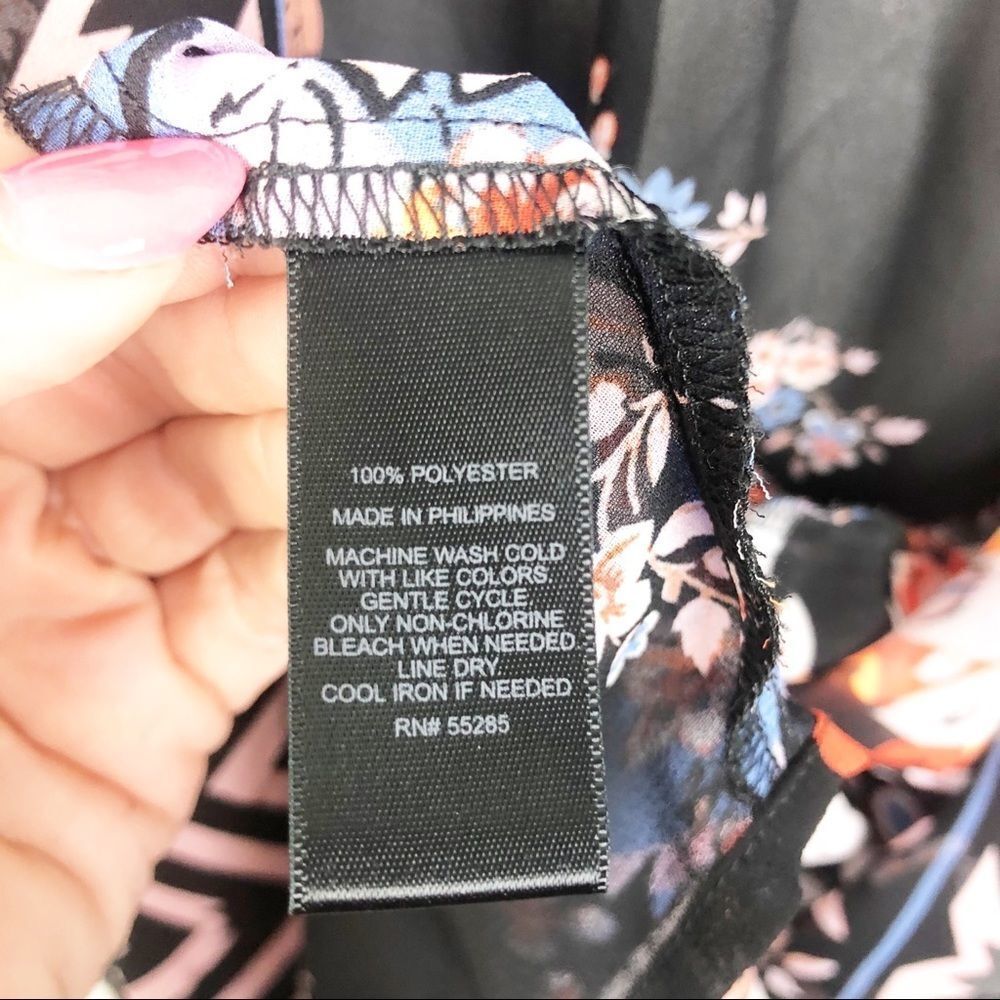 100% POLYESTER
MADE IN PHILIPPINES
MACHINE WASH COLD
WITH LIKE COLORS
GENTLE CYCLE
ONLY NON-CHLORINE
BLEACH WHEN NEEDED
LINE DRY
COOL IRON IF NEEDED
RN# 55285